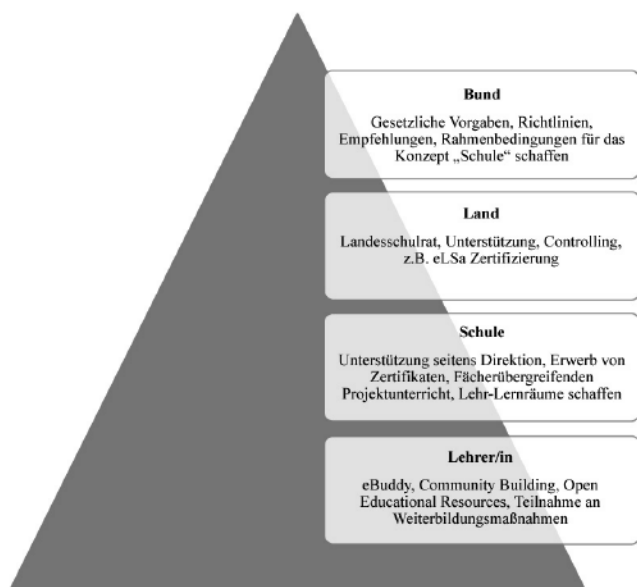 Bund
Gesetzliche Vorgaben, Richtlinien,
Empfehlungen, Rahmenbedingungen für das
Konzept „Schule“ schaffen
Land
Landesschulrat, Unterstützung, Controlling,
z.B. eLSa Zertifizierung
Schule
Unterstützung seitens Direktion, Erwerb von
Zertifikaten, Fächerübergreifenden
Projektunterricht, Lehr-Lernräume schaffen
Lehrer/in
eBuddy, Community Building, Open
Educational Resources, Teilnahme an
Weiterbildungsmaßnahmen